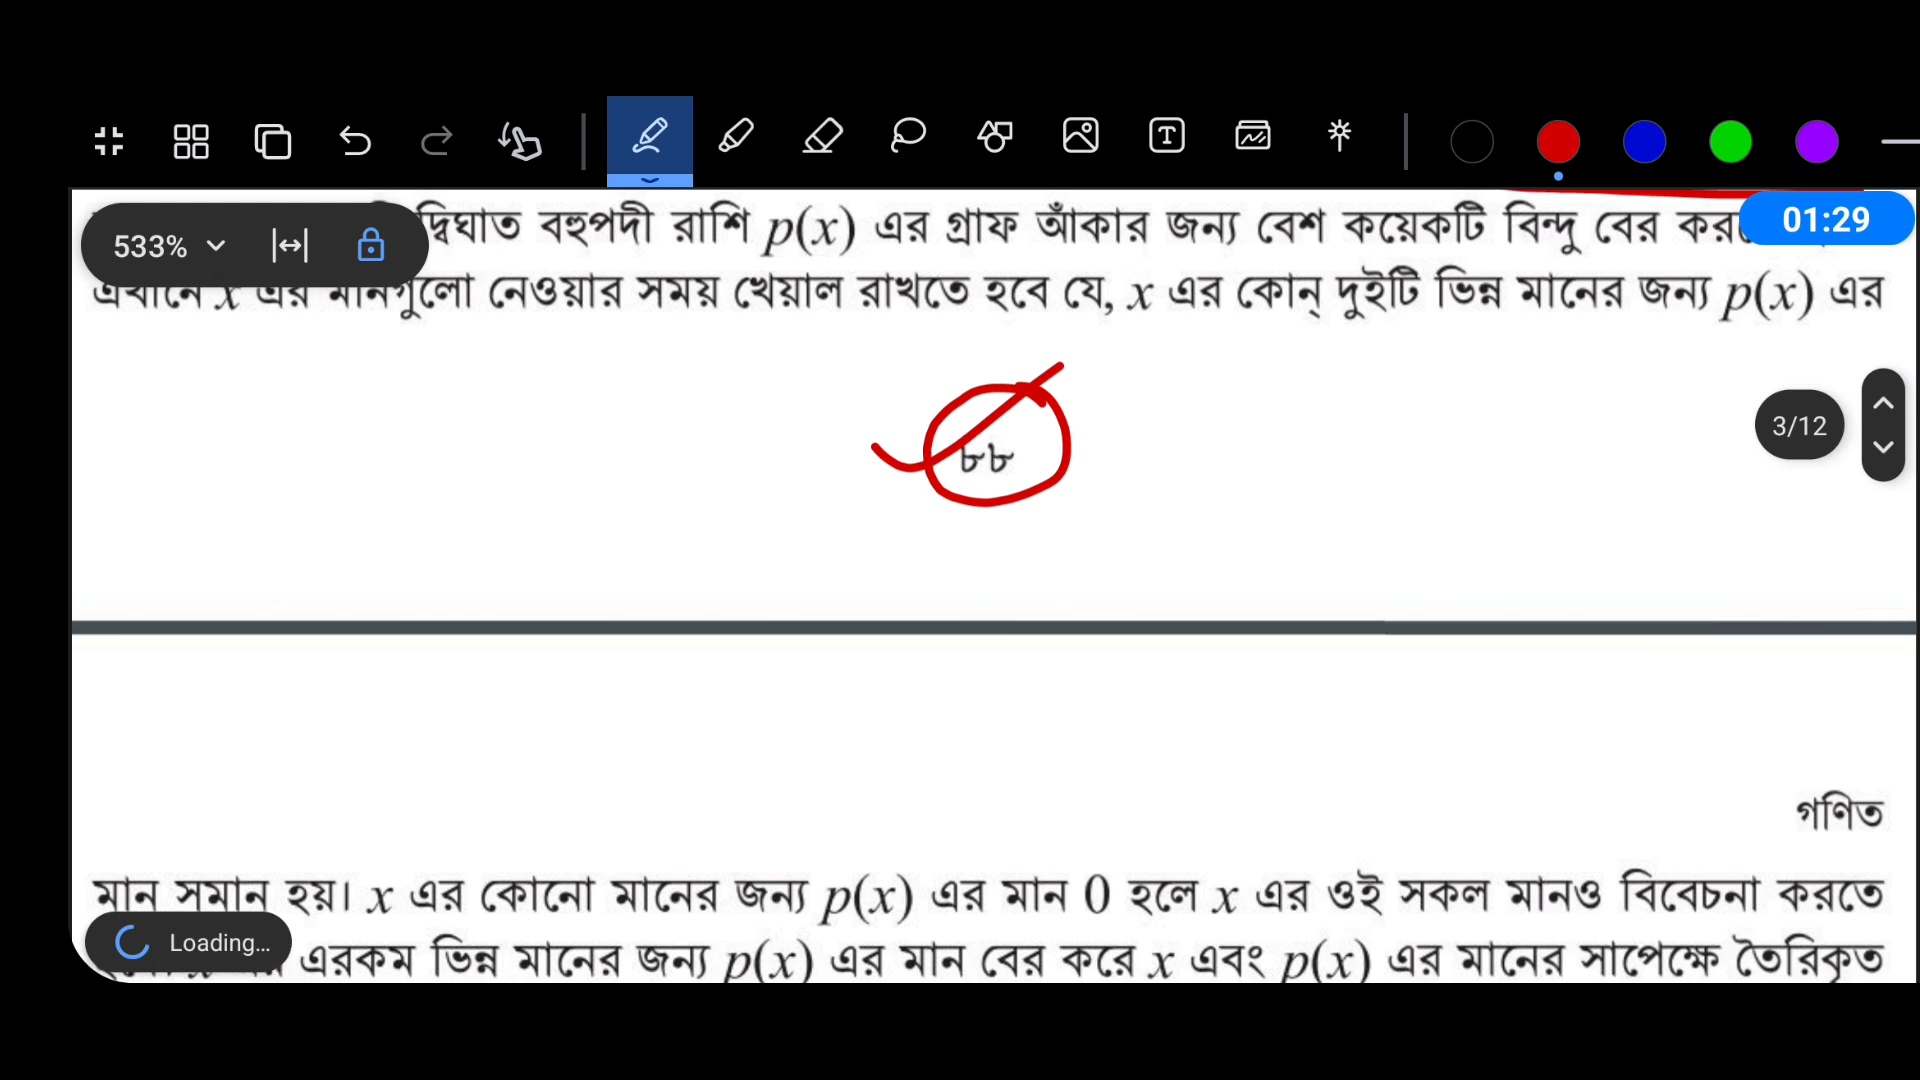 533%
01:29
দ্বিঘাত বহুপদী রাশি p(x) এর গ্রাফ আঁকার জন্য বেশ কয়েকটি বিন্দু বের
এখানে x এর মানগুলো নেওয়ার সময় খেয়াল রাখতে হবে যে, x এর কোন্ দুইটি ভিন্ন মানের জন্য p(x) এর
3/12
৮৮
গণিত
মান সমান হয়। x এর কোনো মানের জন্য p(x) এর মান 0 হলে x এর ওই সকল মানও বিবেচনা করতে
Loading...
এরকম ভিন্ন মানের জন্য p(x) এর মান বের করে x এবং p(x) এর মানের সাপেক্ষে তৈরিকৃত